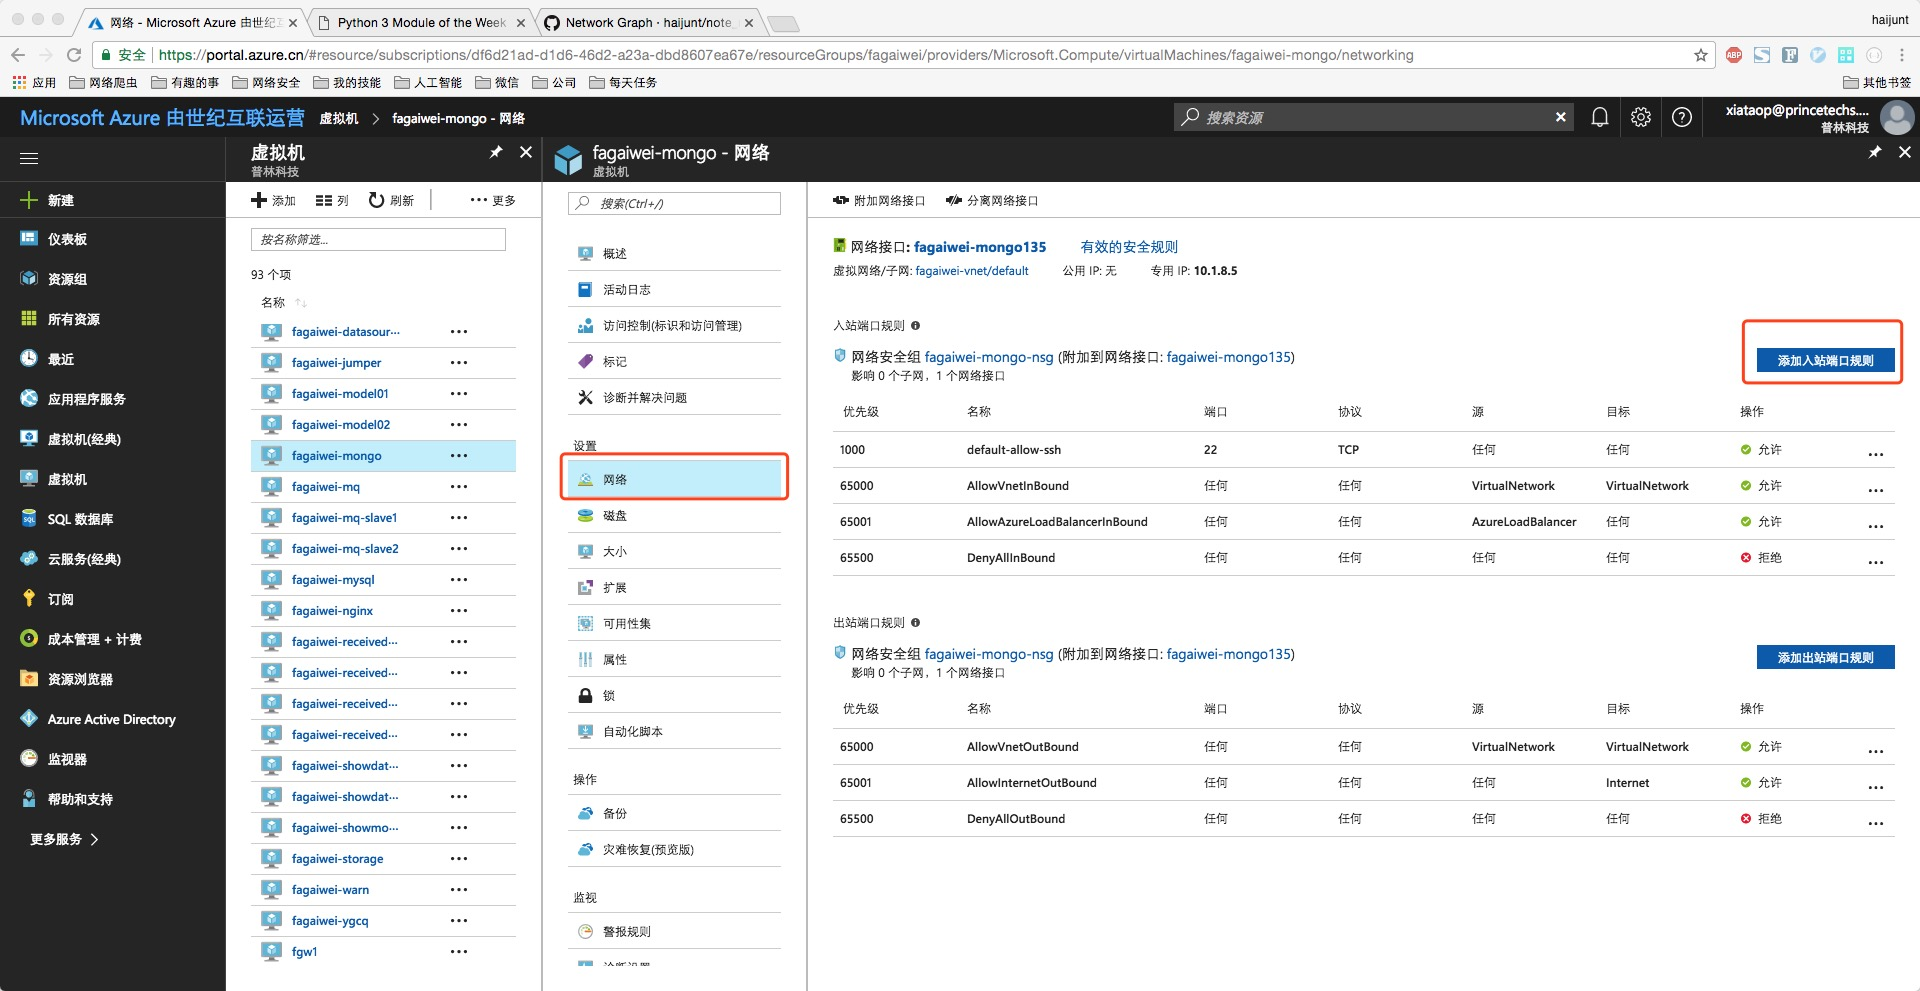 网络 - Microsoft Azure 由世纪互
Python 3 Module of the Week
Network Graph · haijunt/note_
haijunt
安全
https://portal.azure.cn/#resource/subscriptions/df6d21ad-d1d6-46d2-a23a-dbd8607ea67e/resourceGroups/fagaiwei/providers/Microsoft.Compute/virtualMachines/fagaiwei-mongo/networking
ABP
应用
网络爬虫
有趣的事
网络安全
我的技能
人工智能
微信
公司
每天任务
其他书签
Microsoft Azure 由世纪互联运营
虚拟机 > fagaiwei-mongo - 网络
搜索资源
xiataop@princetechs....
普林科技
新建
仪表板
资源组
所有资源
最近
应用程序服务
虚拟机(经典)
虚拟机
SQL 数据库
云服务(经典)
订阅
成本管理 + 计费
资源浏览器
Azure Active Directory
监视器
帮助和支持
更多服务 >
虚拟机
普林科技
添加
列
刷新
··· 更多
按名称筛选...
93 个项
名称
fagaiwei-datasour···
fagaiwei-jumper
fagaiwei-model01
fagaiwei-model02
fagaiwei-mongo
fagaiwei-mq
fagaiwei-mq-slave1
fagaiwei-mq-slave2
fagaiwei-mysql
fagaiwei-nginx
fagaiwei-received···
fagaiwei-received···
fagaiwei-received···
fagaiwei-received···
fagaiwei-showdat···
fagaiwei-showdat···
fagaiwei-showmo···
fagaiwei-storage
fagaiwei-warn
fagaiwei-ygcq
fgw1
fagaiwei-mongo - 网络
虚拟机
搜索(Ctrl+/)
概述
活动日志
访问控制(标识和访问管理)
标记
诊断并解决问题
设置
网络
磁盘
大小
扩展
可用性集
属性
锁
自动化脚本
操作
备份
灾难恢复(预览版)
监视
警报规则
诊断设置
附加网络接口
分离网络接口
网络接口: fagaiwei-mongo135
有效的安全规则
虚拟网络/子网: fagaiwei-vnet/default
公用 IP: 无
专用 IP: 10.1.8.5
入站端口规则
网络安全组 fagaiwei-mongo-nsg (附加到网络接口: fagaiwei-mongo135)
影响 0 个子网，1 个网络接口
添加入站端口规则
优先级 名称 端口 协议 源 目标 操作
1000 default-allow-ssh 22 TCP 任何 任何 允许 ...
65000 AllowVnetInBound 任何 任何 VirtualNetwork VirtualNetwork 允许 ...
65001 AllowAzureLoadBalancerInBound 任何 任何 AzureLoadBalancer 任何 允许 ...
65500 DenyAllInBound 任何 任何 任何 任何 拒绝 ...
出站端口规则
网络安全组 fagaiwei-mongo-nsg (附加到网络接口: fagaiwei-mongo135)
影响 0 个子网，1 个网络接口
添加出站端口规则
优先级 名称 端口 协议 源 目标 操作
65000 AllowVnetOutBound 任何 任何 VirtualNetwork VirtualNetwork 允许 ...
65001 AllowInternetOutBound 任何 任何 任何 Internet 允许 ...
65500 DenyAllOutBound 任何 任何 任何 任何 拒绝 ...